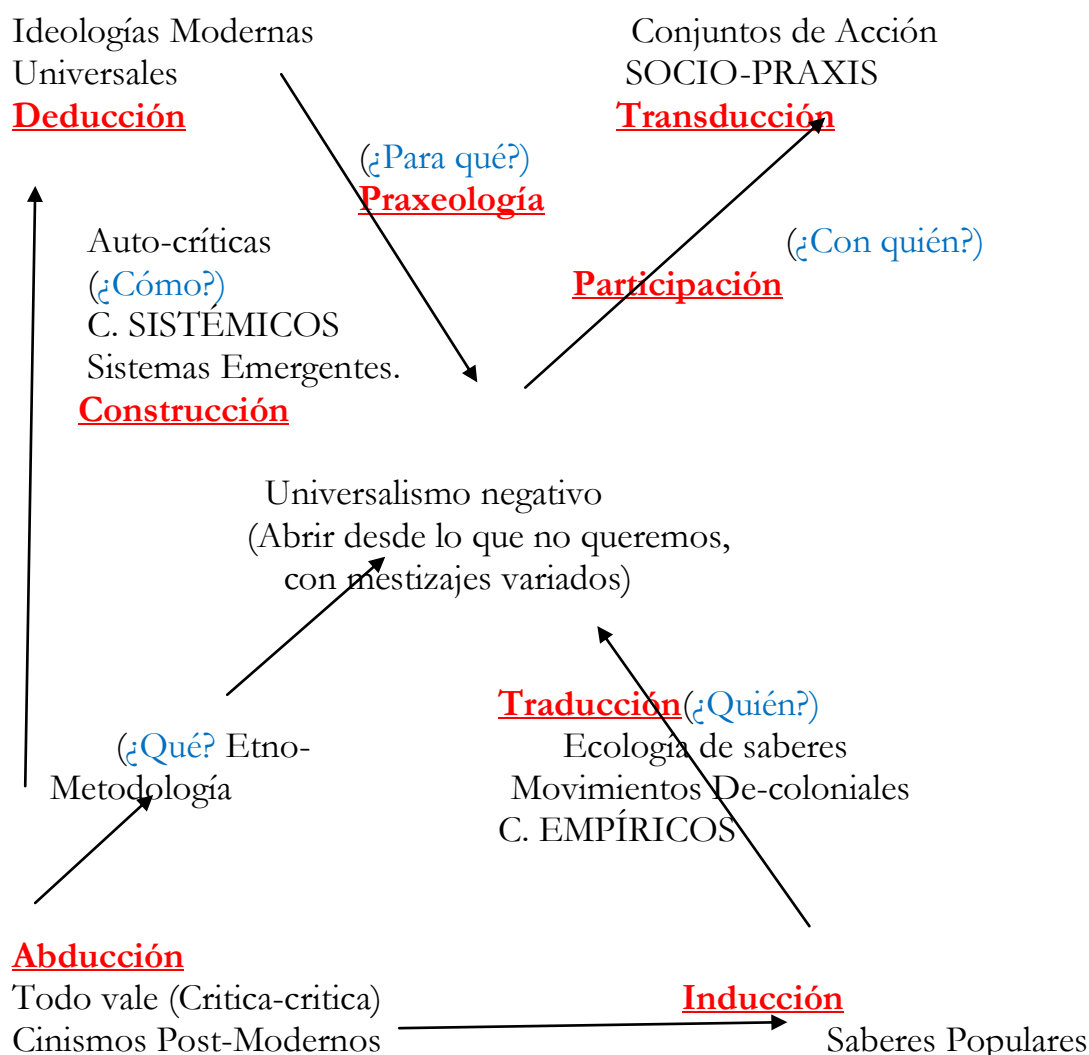 Ideologías Modernas
Universales
Deducción
Conjuntos de Acción
SOCIO-PRAXIS
Transducción
(¿Para qué?)
Praxeología
Auto-críticas
(¿Cómo?)
C. SISTÉMICOS
Sistemas Emergentes.
Construcción
(¿Con quién?)
Participación
Universalismo negativo
(Abrir desde lo que no queremos,
con mestizajes variados)
(¿Qué? Etno-
Metodología
Traducción(¿Quién?)
Ecología de saberes
Movimientos De-coloniales
C. EMPÍRICOS
Abducción
Todo vale (Critica-critica)
Cinismos Post-Modernos
Inducción
Saberes Populares